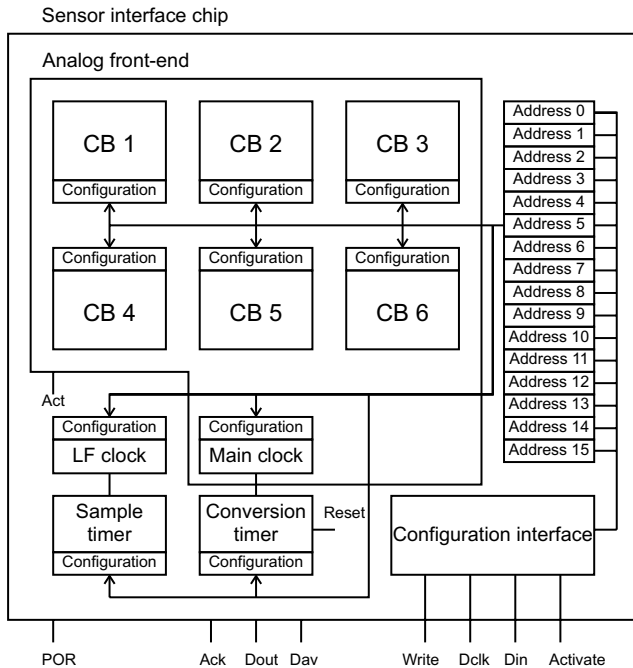 Sensor interface chip
Analog front-end
CB 1
Configuration
CB 2
Configuration
CB 3
Configuration
Configuration
CB 4
Configuration
CB 5
Configuration
CB 6
Address 0
Address 1
Address 2
Address 3
Address 4
Address 5
Address 6
Address 7
Address 8
Address 9
Address 10
Address 11
Address 12
Address 13
Address 14
Address 15
Act
Configuration
LF clock
Configuration
Main clock
Sample
timer
Configuration
Conversion
timer
Configuration
Reset
Configuration interface
POR
Ack
Dout
Dav
Write
Dclk
Din
Activate